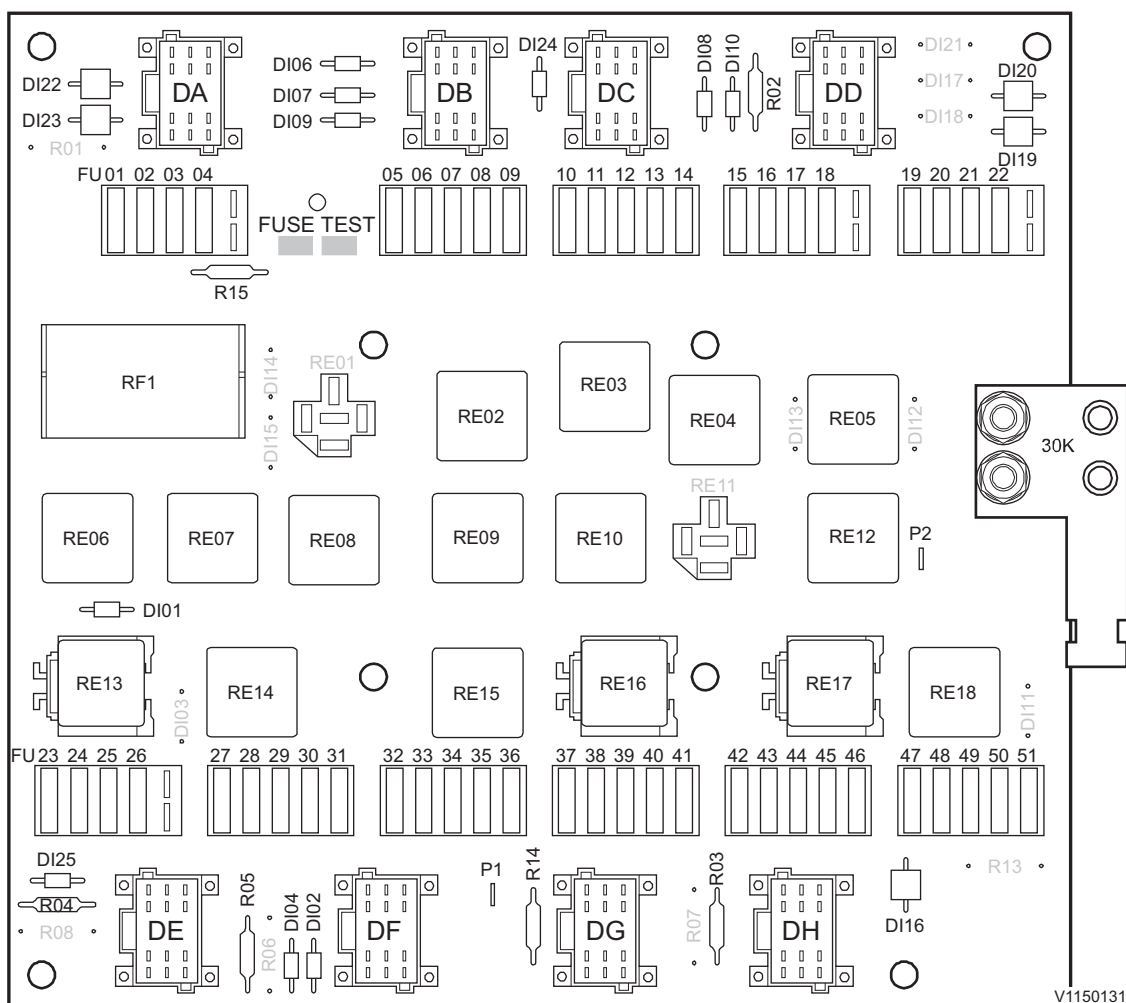 DI22
DI23
R01
DA
DI06
DI07
DI09
DB
DI24
DC
DI08
DI10
R02
DD
DI21
DI17
DI18
DI20
DI19
FU 01 02 03 04
05 06 07 08 09
10 11 12 13 14
15 16 17 18
19 20 21 22
FUSE TEST
R15
RF1
DI14
DI15
RE01
RE02
RE03
RE04
DI13
RE05
DI12
30K
RE06
RE07
RE08
RE09
RE10
RE11
RE12
P2
DI01
RE13
DI03
RE14
RE15
RE16
RE17
RE18
DI11
FU 23 24 25 26
27 28 29 30 31
32 33 34 35 36
37 38 39 40 41
42 43 44 45 46
47 48 49 50 51
DI25
R04
R08
DE
R05
R06
DI04
DI02
DF
P1
R14
DG
R07
R03
DH
DI16
R13
V1150131